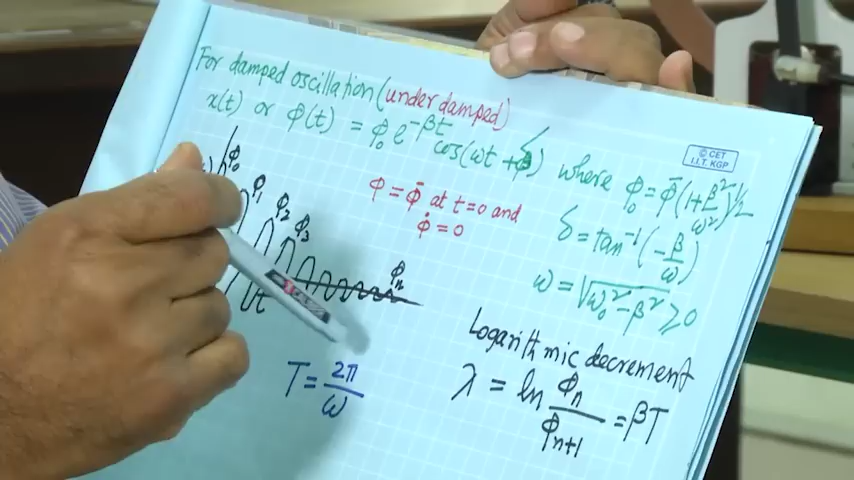 For damped oscillation (underdamped)
x(t) or φ(t) = φ₀ e^{-βt} cos(ωt + δ) where φ₀ = φ̄ (1 + β²/ω²)^{1/2}
© CET
I.I.T. KGP
φ = φ̄ at t=0 and
φ̇ = 0
δ = tan⁻¹(-β/ω)
ω = √(ω₀² - β²) ≥ 0
φ₀
φ₁
φ₂
φ₃
φₙ
T = 2π/ω
Logarithmic decrement
λ = ln φₙ/φₙ₊₁ = βT